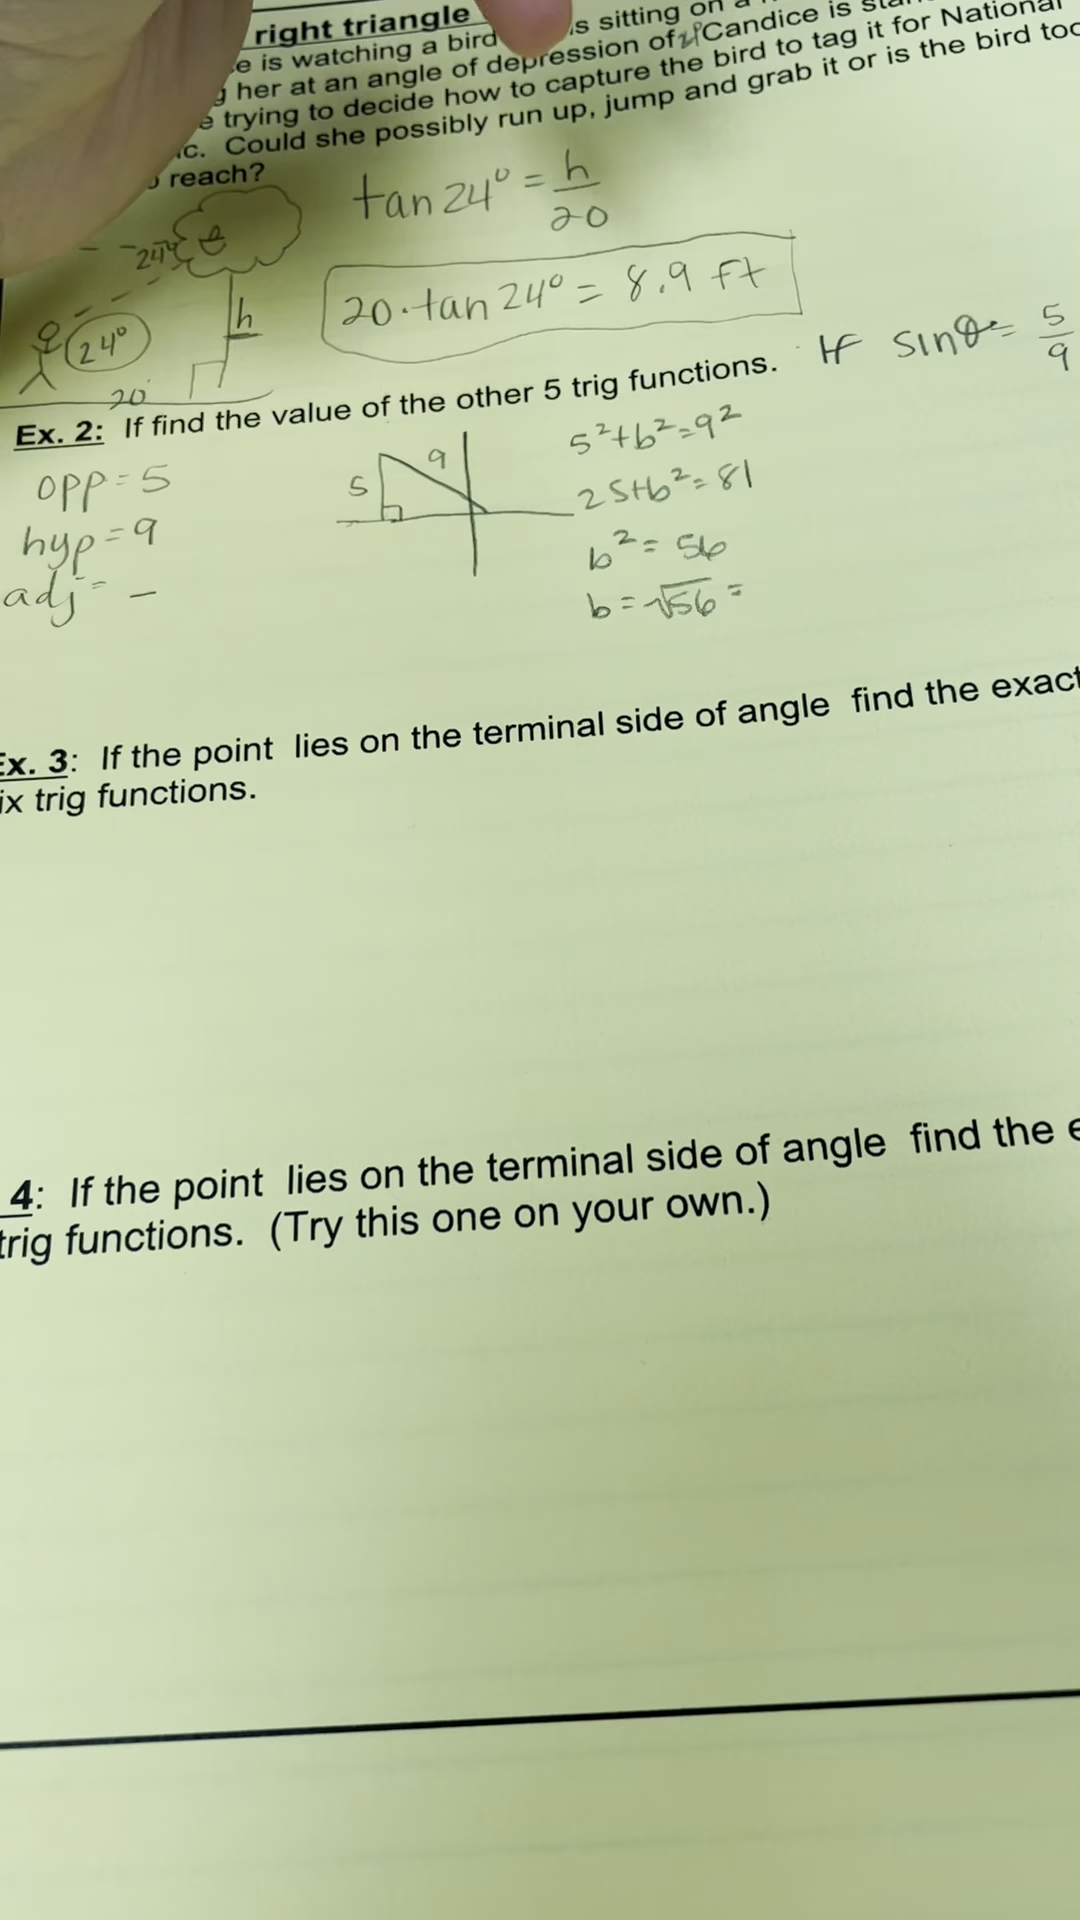 right triangle
e is watching a bird s sitting on a
g her at an angle of depression of Candice is
e trying to decide how to capture the bird to tag it for National
c. Could she possibly run up, jump and grab it or is the bird too
o reach?
tan 24° = h/20
24°
h
24°
20'
20·tan 24° = 8.9 ft
Ex. 2: If find the value of the other 5 trig functions. If sinθ = 5/9
opp = 5
hyp = 9
adj = –
5
9
5²+b²=9²
25+b²=81
b²= 56
b = √56 =
Ex. 3: If the point lies on the terminal side of angle find the exact
ix trig functions.
4: If the point lies on the terminal side of angle find the e
trig functions. (Try this one on your own.)